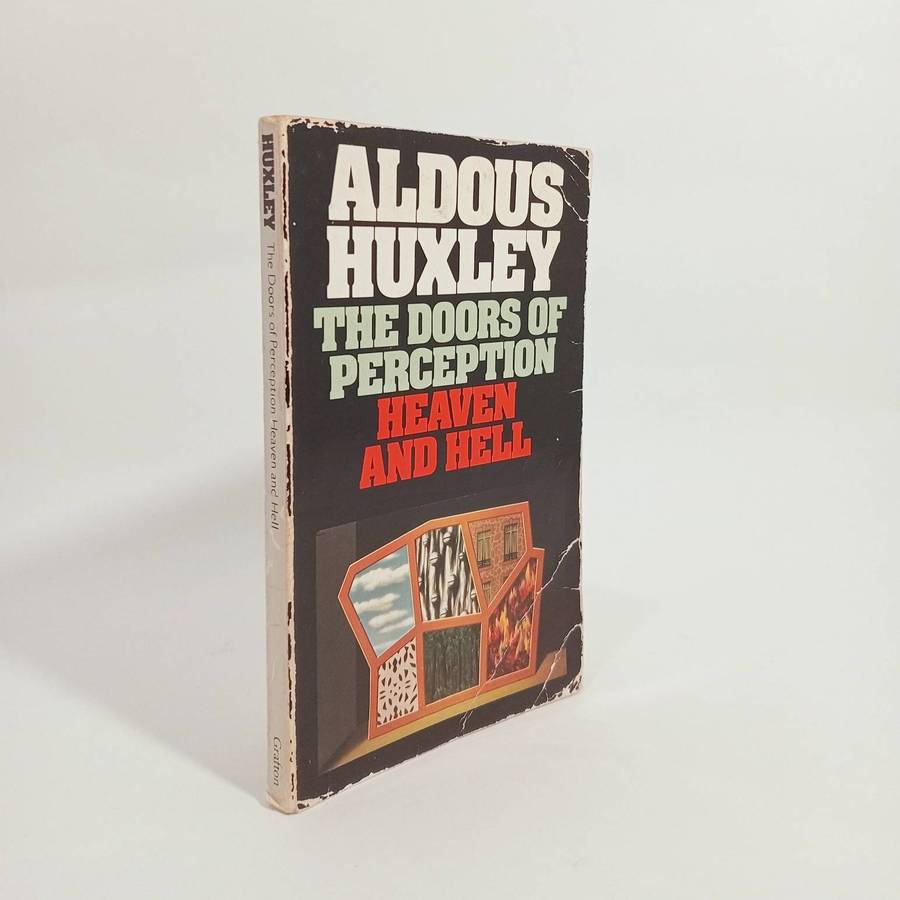 ALDOUS
HUXLEY
THE DOORS OF
PERCEPTION
HEAVEN
AND HELL
HUXLEY The Doors of Perception Heaven and Hell Grafton